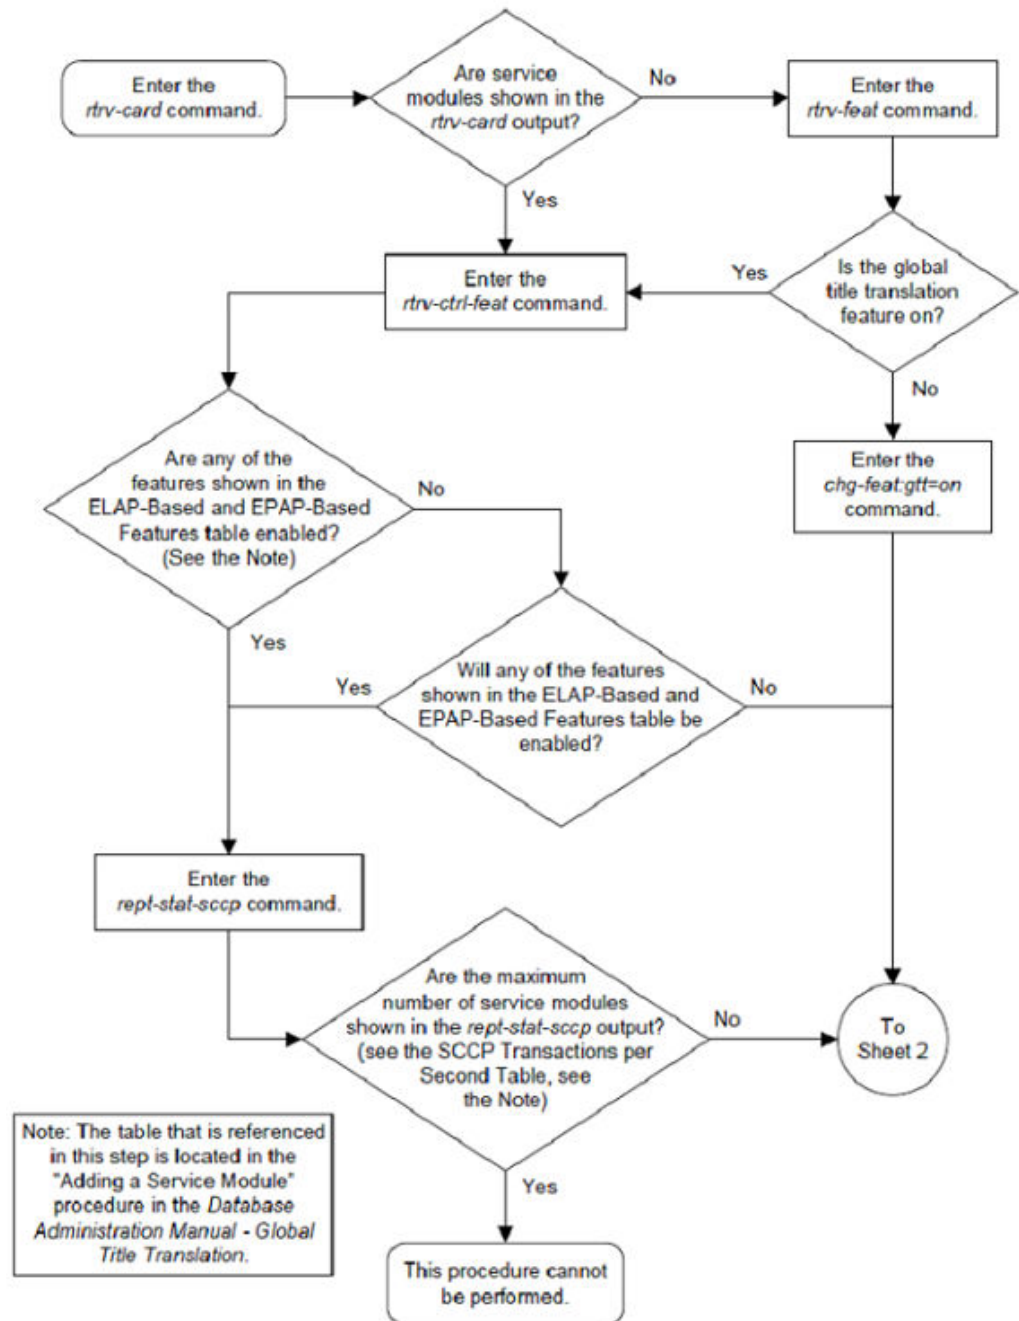 Enter the
rtrv-card command.
Are service
modules shown in the
rtrv-card output?
No
Enter the
rtrv-feat command.
Yes
Enter the
rtrv-ctrl-feat command.
Yes
Is the global
title translation
feature on?
No
Are any of the
features shown in the
ELAP-Based and EPAP-Based
Features table enabled?
(See the Note)
No
Enter the
chg-feat:gtt=on
command.
Yes
Will any of the features
shown in the ELAP-Based and
EPAP-Based Features table be
enabled?
Yes
No
Enter the
rept-stat-sccp command.
Are the maximum
number of service modules
shown in the rept-stat-sccp output?
(see the SCCP Transactions per
Second Table, see
the Note)
No
To
Sheet 2
Note: The table that is referenced
in this step is located in the
"Adding a Service Module"
procedure in the Database
Administration Manual - Global
Title Translation.
Yes
This procedure cannot
be performed.